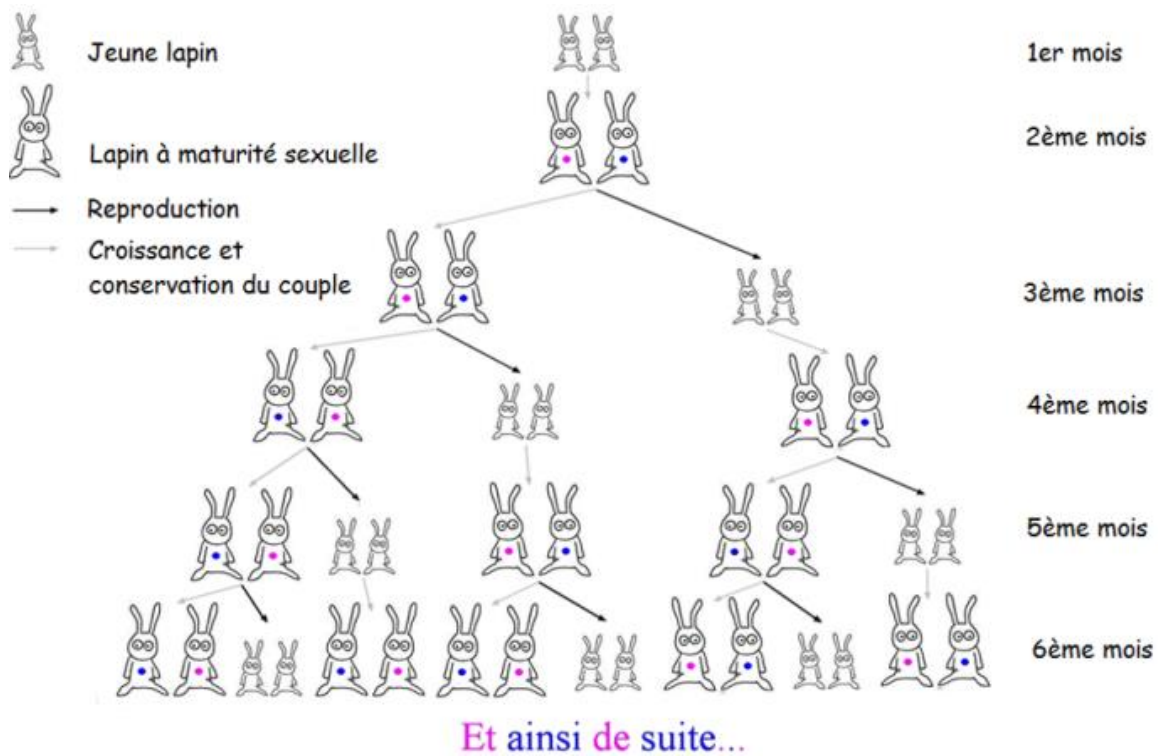 Jeune lapin
Lapin à maturité sexuelle
Reproduction
Croissance et
conservation du couple
1er mois
2ème mois
3ème mois
4ème mois
5ème mois
6ème mois
Et ainsi de suite...